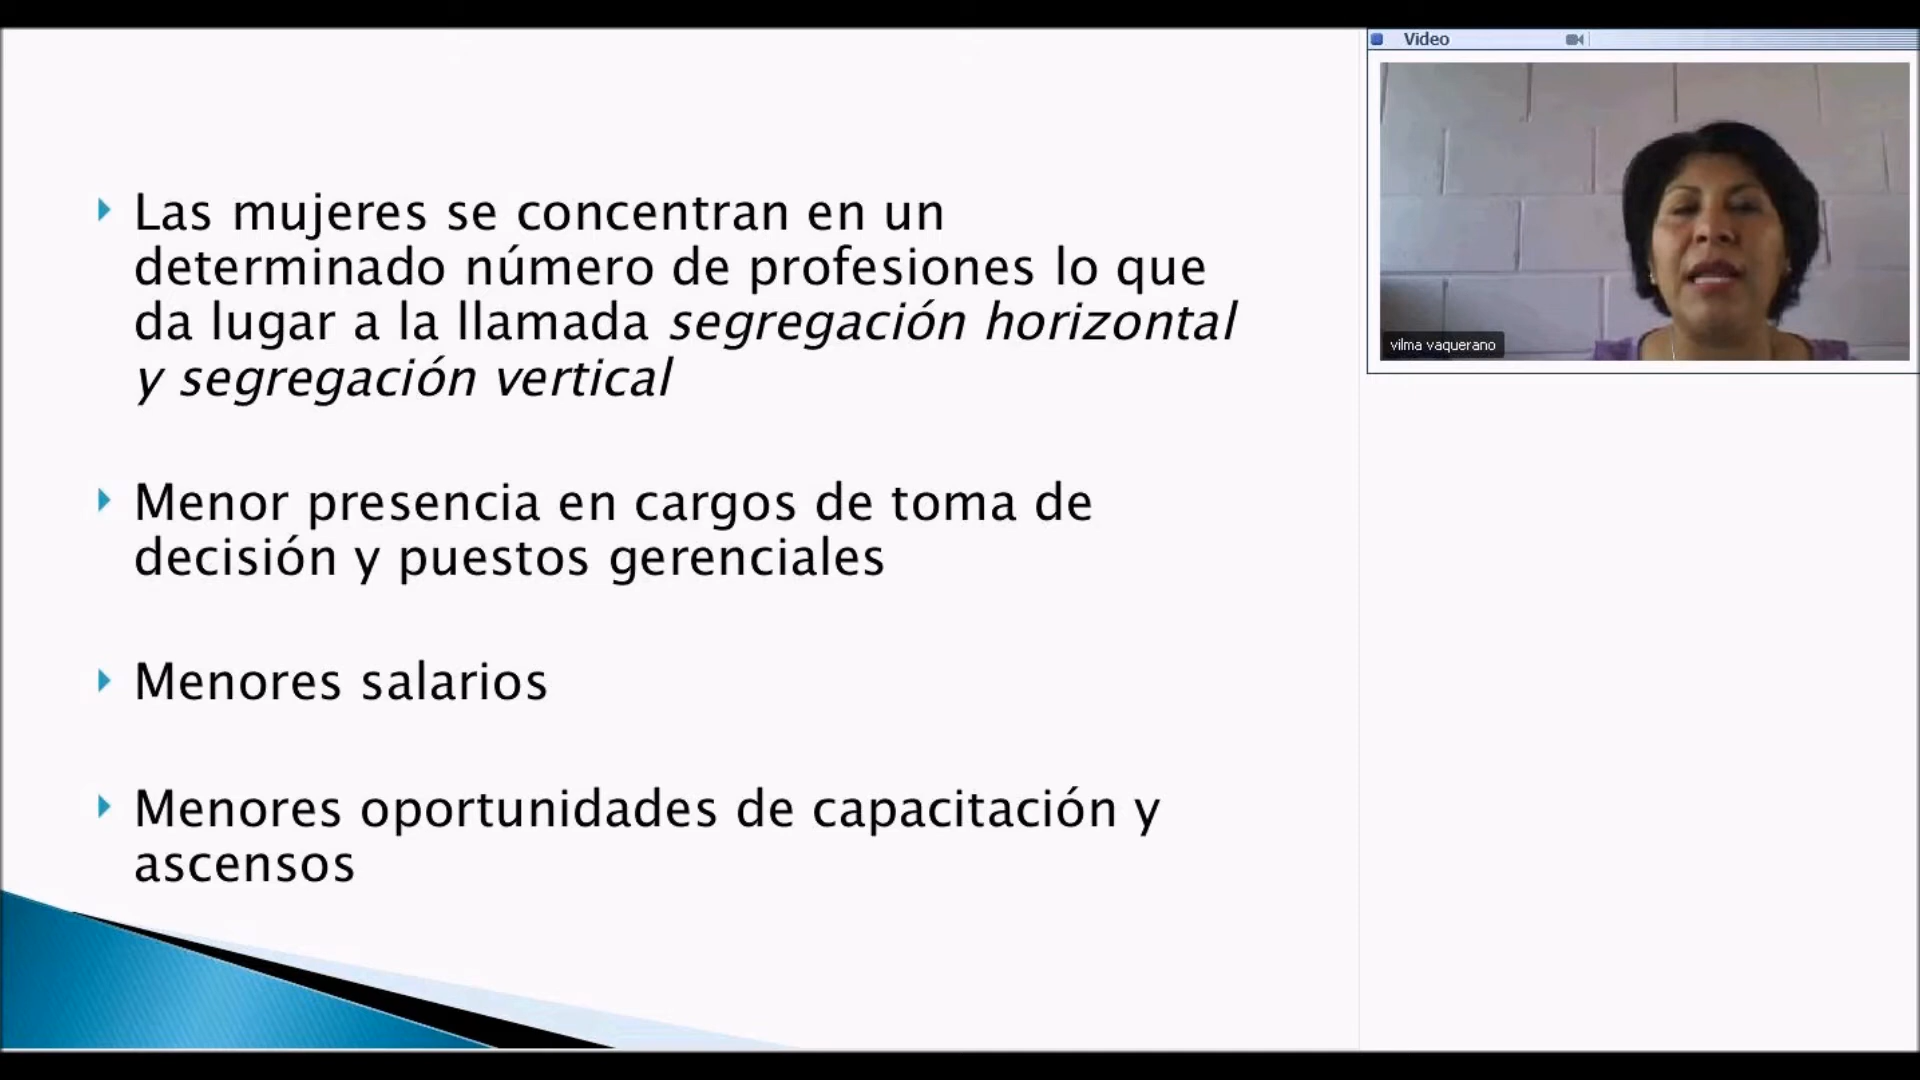 Las mujeres se concentran en un
determinado número de profesiones lo que
da lugar a la llamada segregación horizontal
y segregación vertical
Menor presencia en cargos de toma de
decisión y puestos gerenciales
Menores salarios
Menores oportunidades de capacitación y
ascensos
Video
vilma vaquerano